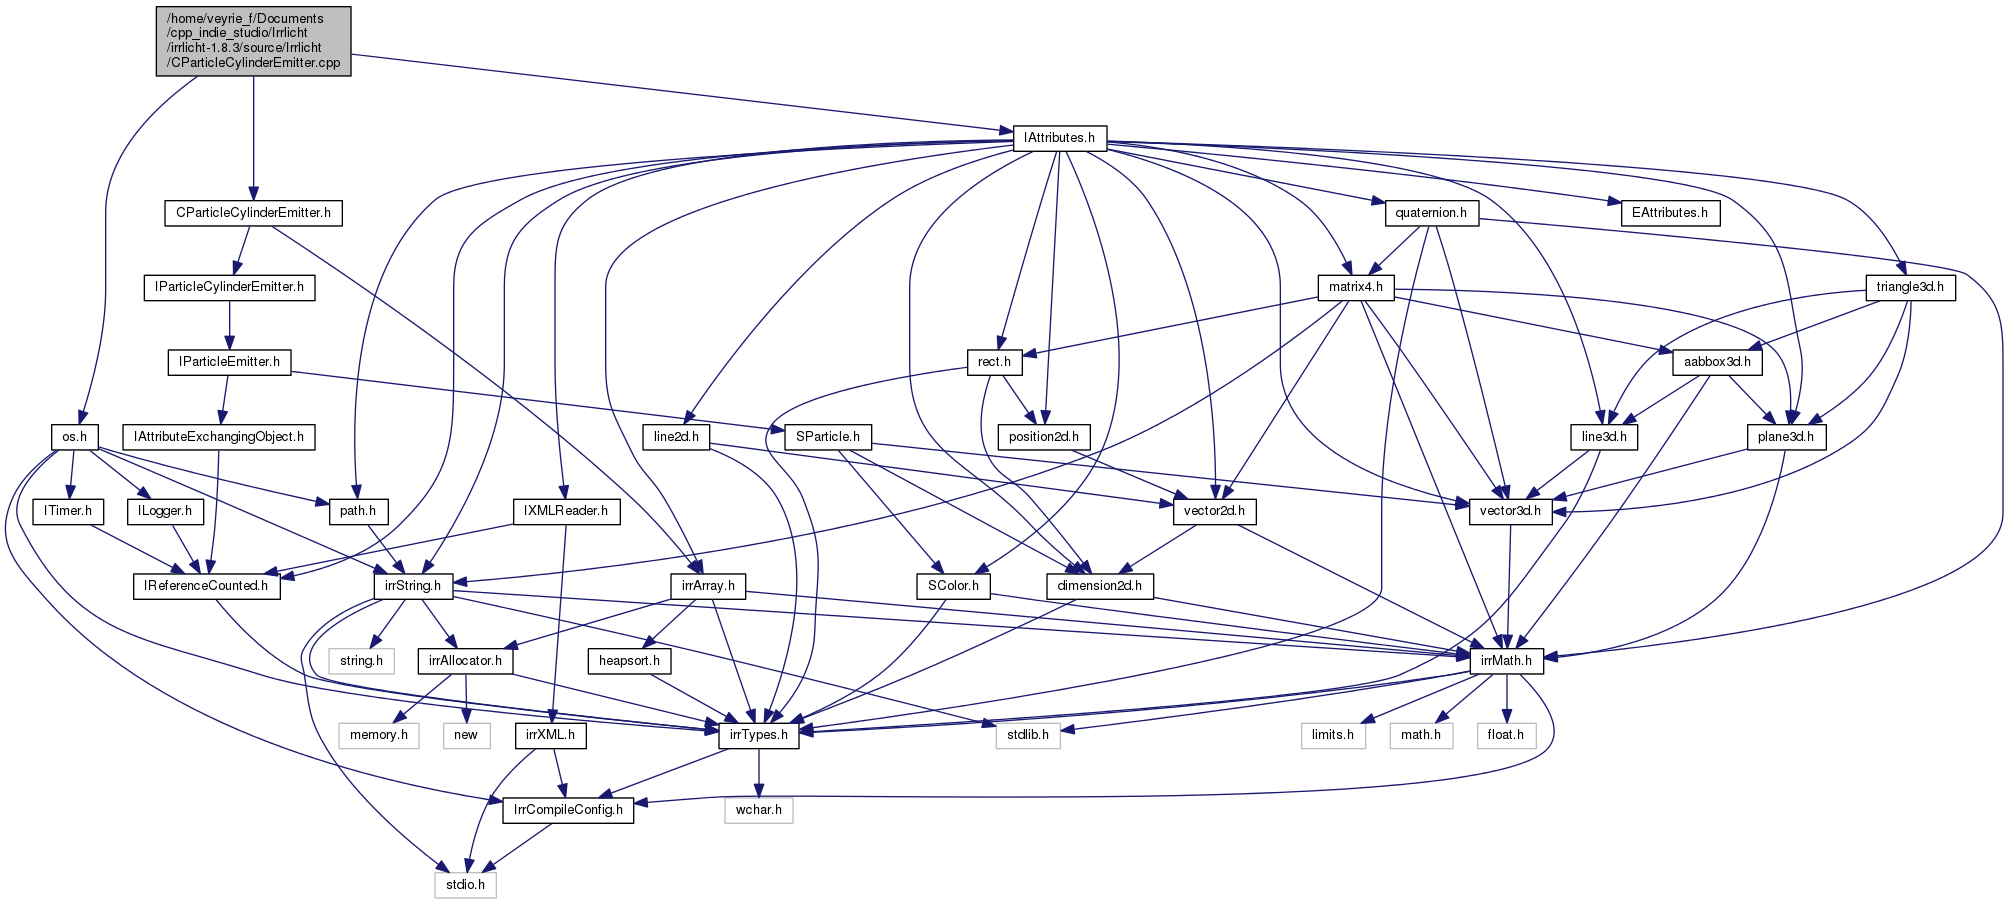 /home/veyrie_f/Documents
/cpp_indie_studio/Irrlicht
/irrlicht-1.8.3/source/Irrlicht
/CParticleCylinderEmitter.cpp
IAttributes.h
CParticleCylinderEmitter.h
quaternion.h
EAttributes.h
IParticleCylinderEmitter.h
matrix4.h
triangle3d.h
IParticleEmitter.h
rect.h
aabbox3d.h
os.h
IAttributeExchangingObject.h
line2d.h
SParticle.h
position2d.h
line3d.h
plane3d.h
ITimer.h
ILogger.h
path.h
IXMLReader.h
vector2d.h
vector3d.h
IReferenceCounted.h
irrString.h
irrArray.h
SColor.h
dimension2d.h
string.h
irrAllocator.h
heapsort.h
irrMath.h
memory.h
new
irrXML.h
irrTypes.h
stdlib.h
limits.h
math.h
float.h
IrrCompileConfig.h
wchar.h
stdio.h